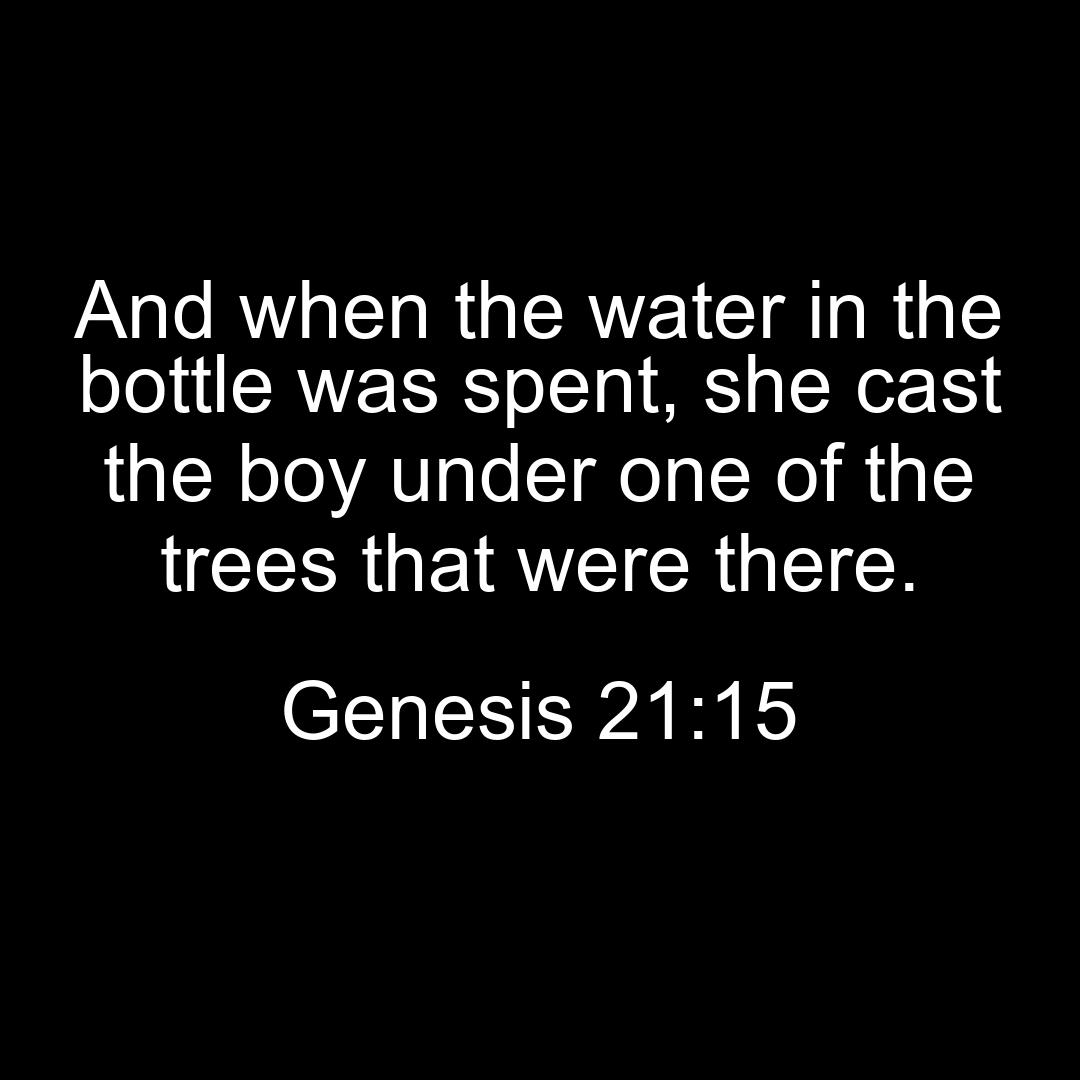 And when the water in the
bottle was spent, she cast
the boy under one of the
trees that were there.
Genesis 21:15